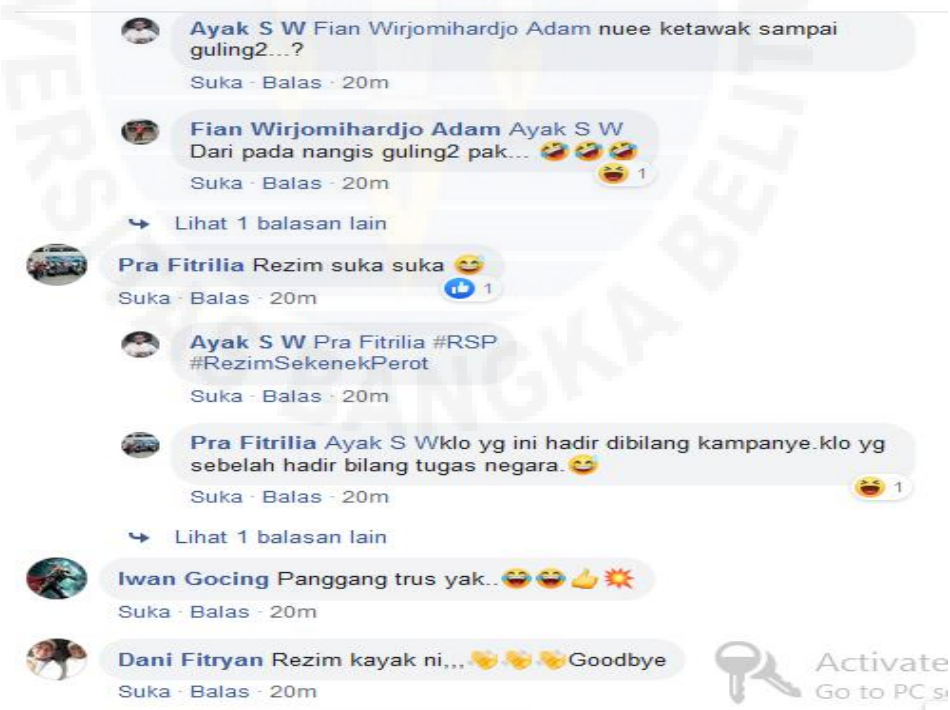 Ayak S W Fian Wirjomihardjo Adam nuee ketawak sampai
guling2...?
Suka · Balas · 20m
Fian Wirjomihardjo Adam Ayak S W
Dari pada nangis guling2 pak... 🤣🤣🤣
1
Suka · Balas · 20m
Lihat 1 balasan lain
Pra Fitrilia Rezim suka suka 😅
1
Suka · Balas · 20m
Ayak S W Pra Fitrilia #RSP
#RezimSekenekPerot
Suka · Balas · 20m
Pra Fitrilia Ayak S Wklo yg ini hadir dibilang kampanye.klo yg
sebelah hadir bilang tugas negara.😅
1
Suka · Balas · 20m
Lihat 1 balasan lain
Iwan Gocing Panggang trus yak..😂😂👍💥
Suka · Balas · 20m
Dani Fitryan Rezim kayak ni,,,👋👋👋Goodbye
Suka · Balas · 20m
Activate
Go to PC
BANGKA